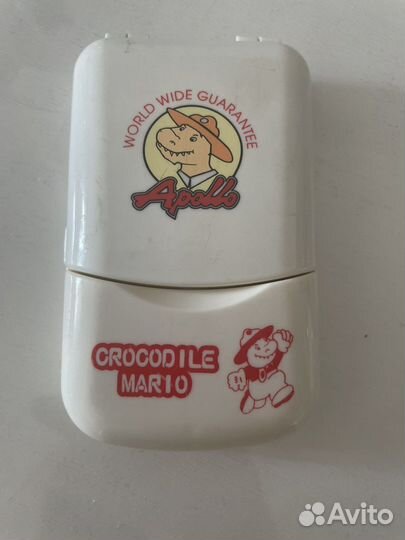 WORLD WIDE GUARANTEE
Apollo
CROCODILE
MARIO
Avito